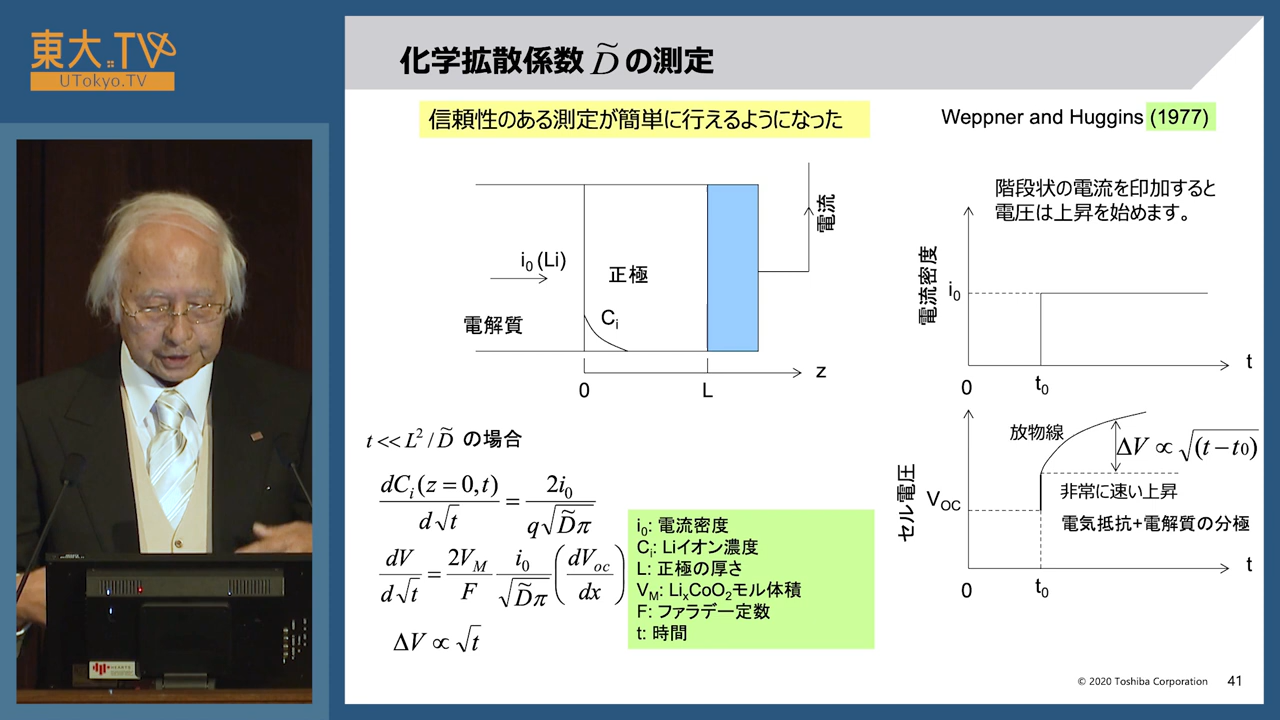 東大.TV
UTokyo.TV
化学拡散係数 D̃ の測定
信頼性のある測定が簡単に行えるようになった
Weppner and Huggins (1977)
電流
i₀ (Li)
正極
電解質
Cᵢ
z
0
L
階段状の電流を印加すると
電圧は上昇を始めます。
電流密度
i₀
t
0
t₀
t << L² / D̃ の場合
dCᵢ(z = 0, t) / d√t = 2i₀ / q√D̃π
dV / d√t = 2V_M / F i₀ / √D̃π (dV_oc / dx)
ΔV ∝ √t
i₀: 電流密度
Cᵢ: Liイオン濃度
L: 正極の厚さ
V_M: LiₓCoO₂モル体積
F: ファラデー定数
t: 時間
放物線
ΔV ∝ √(t − t₀)
セル電圧
V_OC
非常に速い上昇
電気抵抗+電解質の分極
t
0
t₀
© 2020 Toshiba Corporation 41